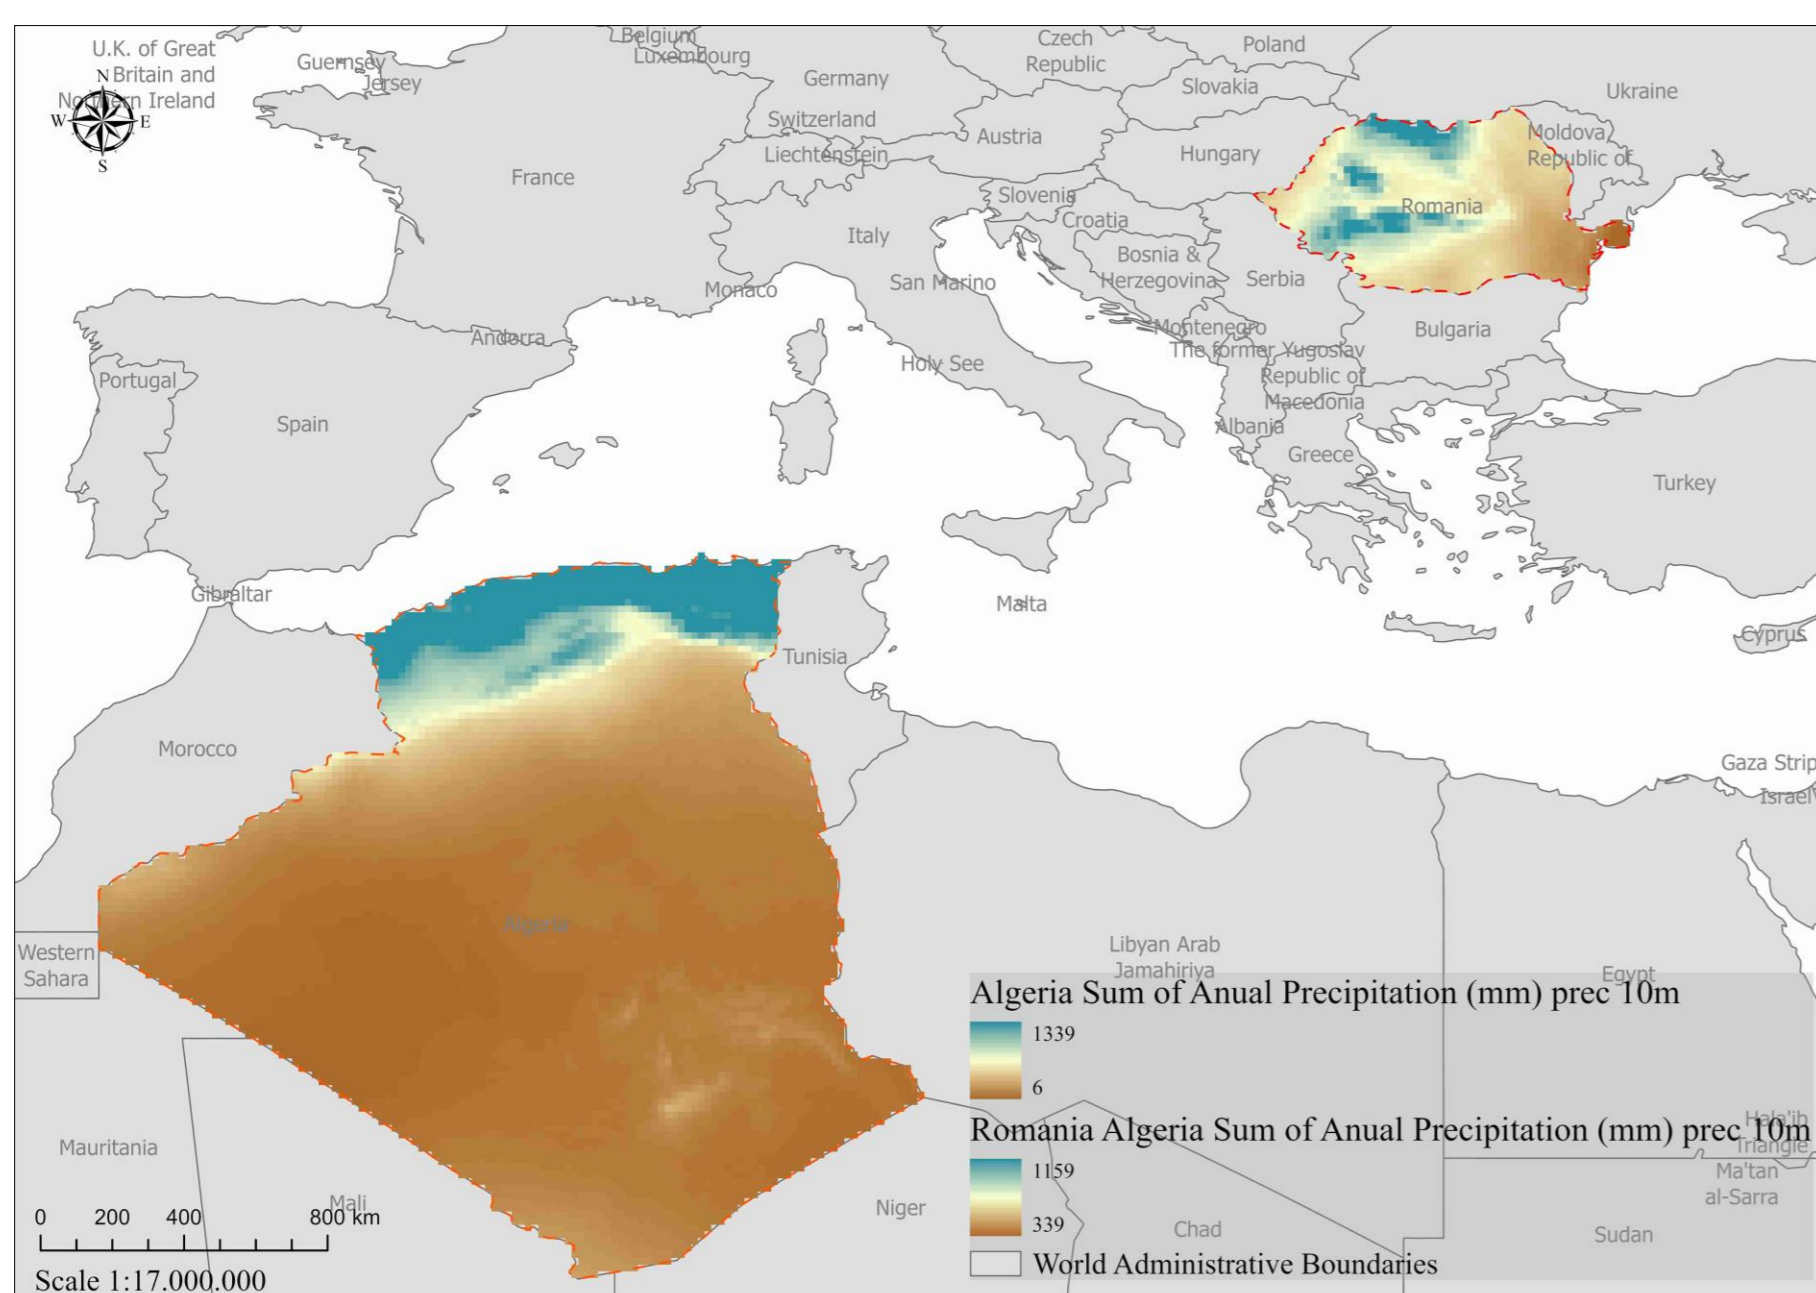 U.K. of Great
Britain and
Northern Ireland
N
W
E
S
Guernsey
Jersey
Belgium
Luxembourg
Germany
Czech
Republic
Poland
Slovakia
Ukraine
Switzerland
Liechtenstein
Austria
Hungary
Moldova,
Republic of
France
Slovenia
Croatia
Romania
Italy
Bosnia &
Herzegovina
Serbia
San Marino
Monaco
Andorra
Montenegro
The former Yugoslav
Republic of
Macedonia
Bulgaria
Holy See
Portugal
Spain
Albania
Greece
Turkey
Gibraltar
Malta
Cyprus
Tunisia
Morocco
Gaza Strip
Israel
Algeria
Western
Sahara
Libyan Arab
Jamahiriya
Egypt
Algeria Sum of Anual Precipitation (mm) prec 10m
1339
6
Romania Algeria Sum of Anual Precipitation (mm) prec 10m
1159
339
World Administrative Boundaries
Hala'ib
Triangle
Ma'tan
al-Sarra
Mauritania
Mali
Niger
Chad
Sudan
0 200 400 800 km
Scale 1:17.000.000